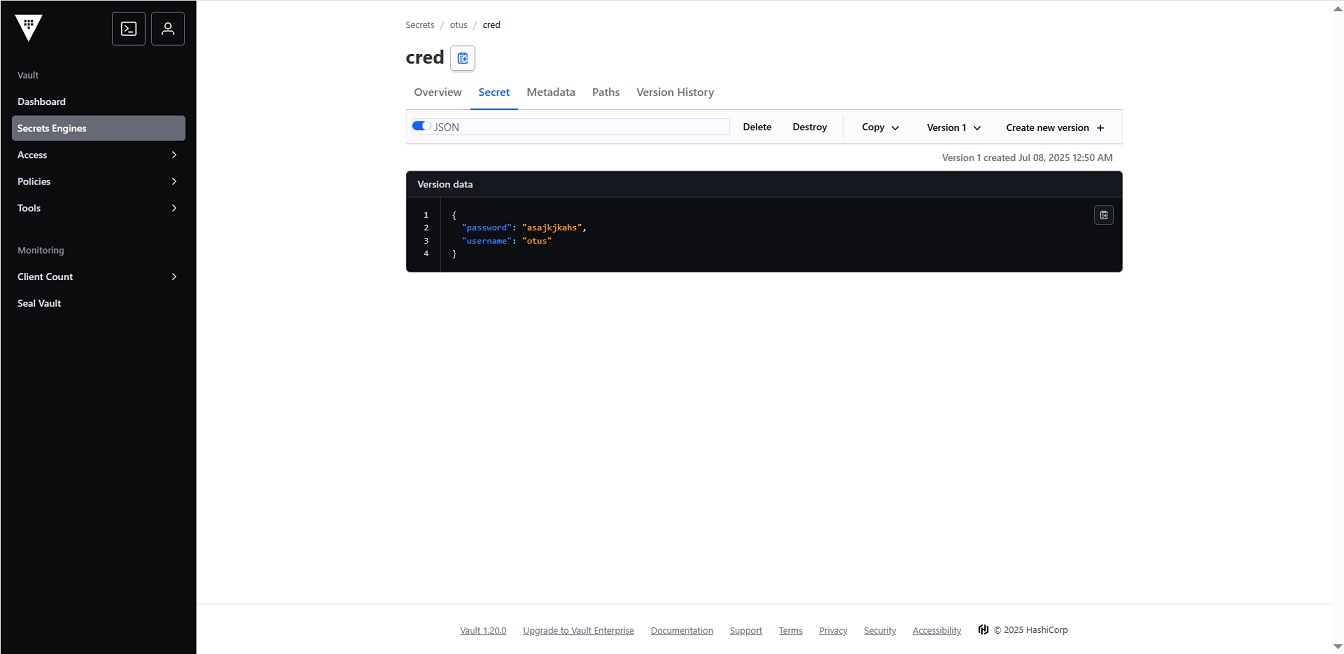 Vault
Dashboard
Secrets Engines
Access
Policies
Tools
Monitoring
Client Count
Seal Vault
Secrets / otus / cred
cred
Overview Secret Metadata Paths Version History
JSON Delete Destroy Copy Version 1 Create new version +
Version 1 created Jul 08, 2025 12:50 AM
Version data
1 {
2 "password": "asajkjkahs",
3 "username": "otus"
4 }
Vault 1.20.0 Upgrade to Vault Enterprise Documentation Support Terms Privacy Security Accessibility © 2025 HashiCorp